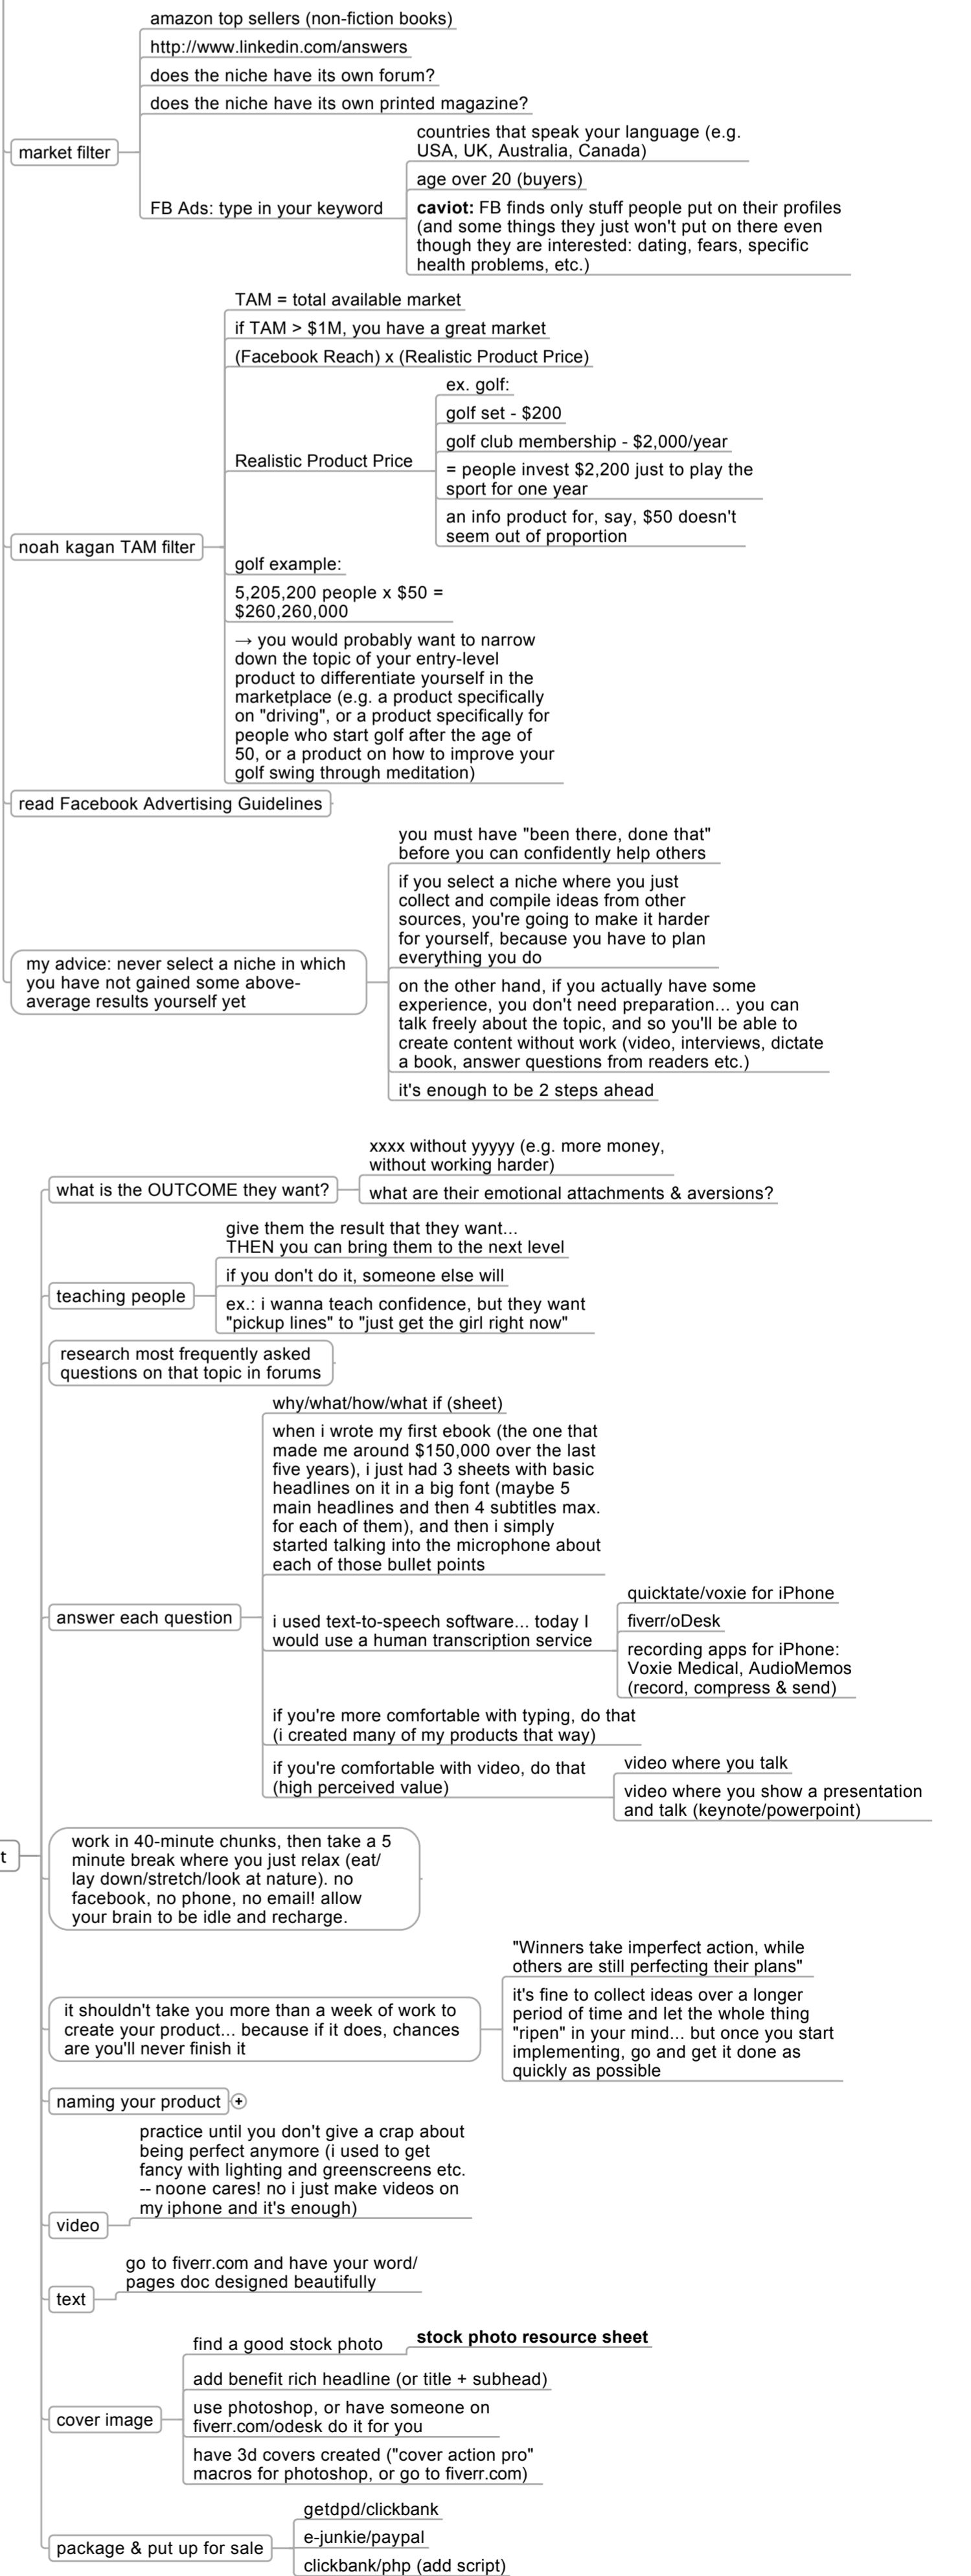 amazon top sellers (non-fiction books)
http://www.linkedin.com/answers
does the niche have its own forum?
does the niche have its own printed magazine?
market filter
countries that speak your language (e.g.
USA, UK, Australia, Canada)
age over 20 (buyers)
FB Ads: type in your keyword
caviot: FB finds only stuff people put on their profiles
(and some things they just won't put on there even
though they are interested: dating, fears, specific
health problems, etc.)
TAM = total available market
if TAM > $1M, you have a great market
(Facebook Reach) x (Realistic Product Price)
ex. golf:
golf set - $200
golf club membership - $2,000/year
Realistic Product Price
= people invest $2,200 just to play the
sport for one year
an info product for, say, $50 doesn't
seem out of proportion
noah kagan TAM filter
golf example:
5,205,200 people x $50 =
$260,260,000
→ you would probably want to narrow
down the topic of your entry-level
product to differentiate yourself in the
marketplace (e.g. a product specifically
on "driving", or a product specifically for
people who start golf after the age of
50, or a product on how to improve your
golf swing through meditation)
read Facebook Advertising Guidelines
you must have "been there, done that"
before you can confidently help others
if you select a niche where you just
collect and compile ideas from other
sources, you're going to make it harder
for yourself, because you have to plan
everything you do
my advice: never select a niche in which
you have not gained some above-
average results yourself yet
on the other hand, if you actually have some
experience, you don't need preparation... you can
talk freely about the topic, and so you'll be able to
create content without work (video, interviews, dictate
a book, answer questions from readers etc.)
it's enough to be 2 steps ahead
xxxx without yyyyy (e.g. more money,
without working harder)
what is the OUTCOME they want?
what are their emotional attachments & aversions?
give them the result that they want...
THEN you can bring them to the next level
if you don't do it, someone else will
teaching people
ex.: i wanna teach confidence, but they want
"pickup lines" to "just get the girl right now"
research most frequently asked
questions on that topic in forums
why/what/how/what if (sheet)
when i wrote my first ebook (the one that
made me around $150,000 over the last
five years), i just had 3 sheets with basic
headlines on it in a big font (maybe 5
main headlines and then 4 subtitles max.
for each of them), and then i simply
started talking into the microphone about
each of those bullet points
quicktate/voxie for iPhone
answer each question
i used text-to-speech software... today I
would use a human transcription service
fiverr/oDesk
recording apps for iPhone:
Voxie Medical, AudioMemos
(record, compress & send)
if you're more comfortable with typing, do that
(i created many of my products that way)
if you're comfortable with video, do that
(high perceived value)
video where you talk
video where you show a presentation
and talk (keynote/powerpoint)
t
work in 40-minute chunks, then take a 5
minute break where you just relax (eat/
lay down/stretch/look at nature). no
facebook, no phone, no email! allow
your brain to be idle and recharge.
"Winners take imperfect action, while
others are still perfecting their plans"
it shouldn't take you more than a week of work to
create your product... because if it does, chances
are you'll never finish it
it's fine to collect ideas over a longer
period of time and let the whole thing
"ripen" in your mind... but once you start
implementing, go and get it done as
quickly as possible
naming your product
practice until you don't give a crap about
being perfect anymore (i used to get
fancy with lighting and greenscreens etc.
-- noone cares! no i just make videos on
my iphone and it's enough)
video
go to fiverr.com and have your word/
pages doc designed beautifully
text
find a good stock photo
stock photo resource sheet
add benefit rich headline (or title + subhead)
cover image
use photoshop, or have someone on
fiverr.com/odesk do it for you
have 3d covers created ("cover action pro"
macros for photoshop, or go to fiverr.com)
getdpd/clickbank
package & put up for sale
e-junkie/paypal
clickbank/php (add script)